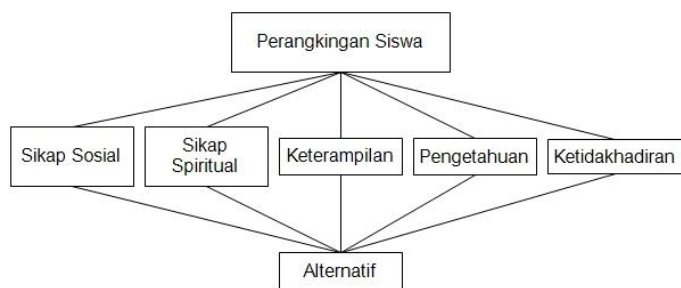 Perangkingan Siswa
Sikap Sosial
Sikap
Spiritual
Keterampilan
Pengetahuan
Ketidakhadiran
Alternatif